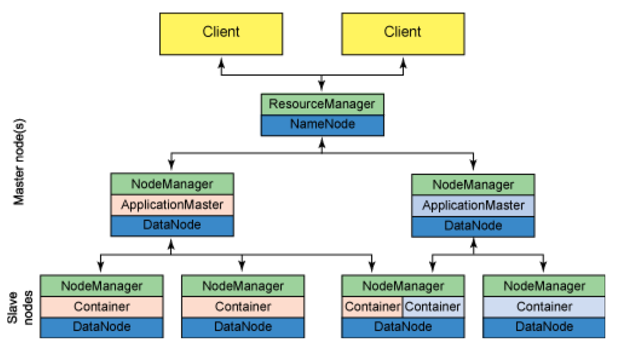 Client
Client
ResourceManager
NameNode
Master node(s)
NodeManager
ApplicationMaster
DataNode
NodeManager
ApplicationMaster
DataNode
Slave
nodes
NodeManager
Container
DataNode
NodeManager
Container
DataNode
NodeManager
Container Container
DataNode
NodeManager
Container
DataNode